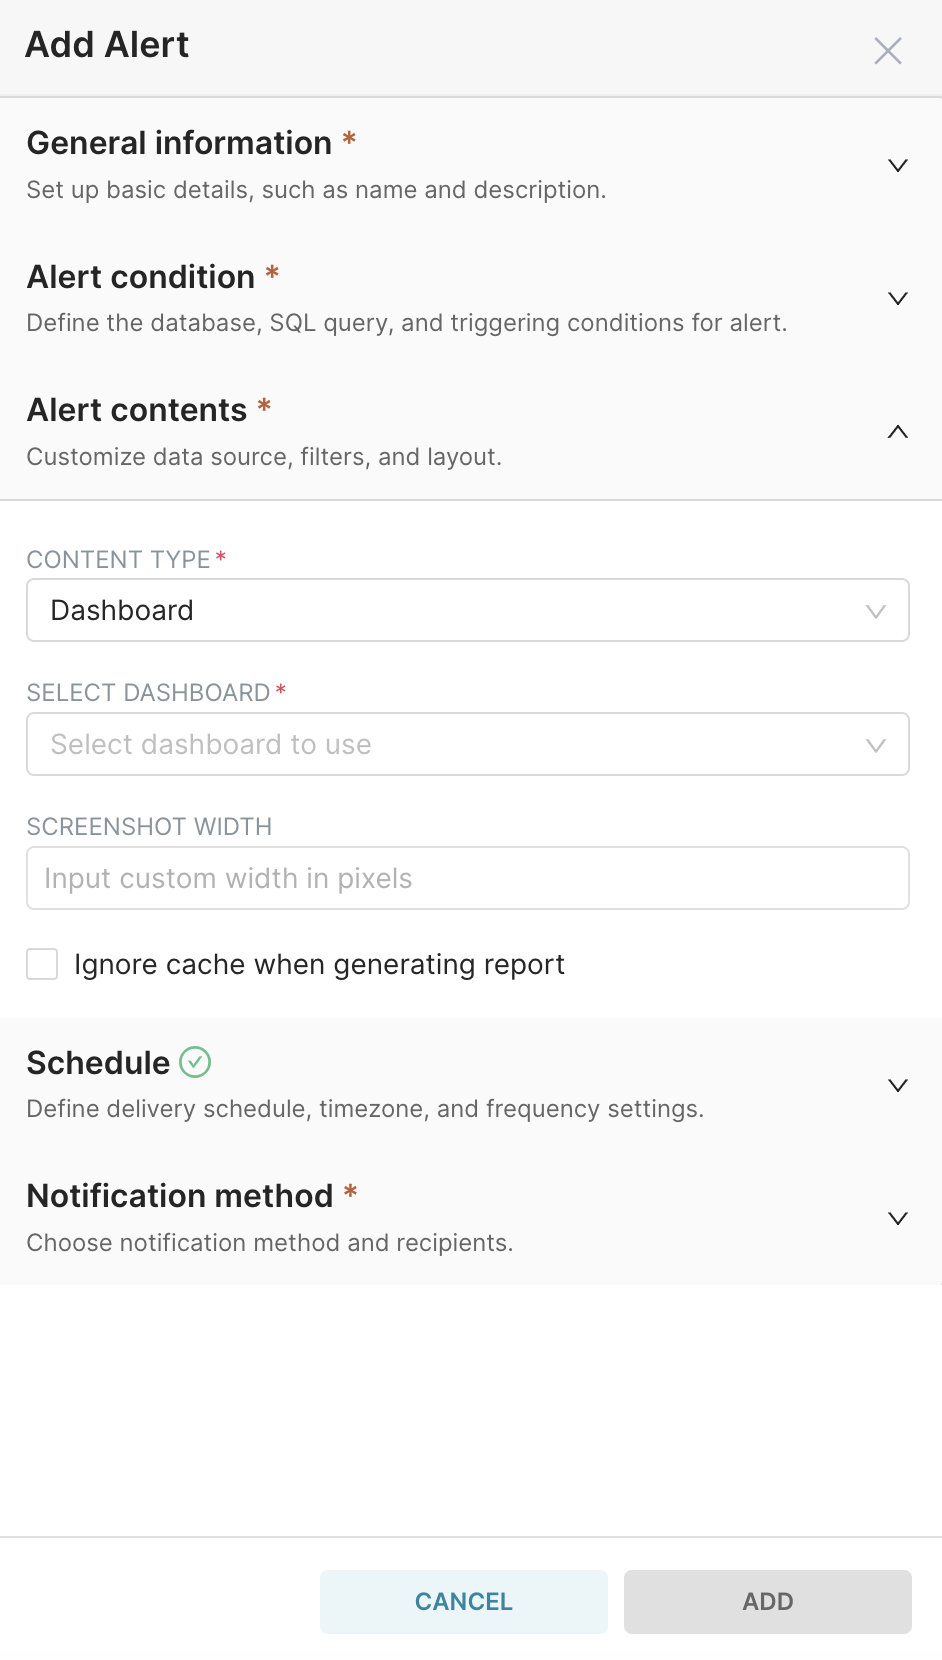 Add Alert
General information *
Set up basic details, such as name and description.
Alert condition *
Define the database, SQL query, and triggering conditions for alert.
Alert contents *
Customize data source, filters, and layout.
CONTENT TYPE *
Dashboard
SELECT DASHBOARD *
Select dashboard to use
SCREENSHOT WIDTH
Input custom width in pixels
Ignore cache when generating report
Schedule
Define delivery schedule, timezone, and frequency settings.
Notification method *
Choose notification method and recipients.
CANCEL ADD